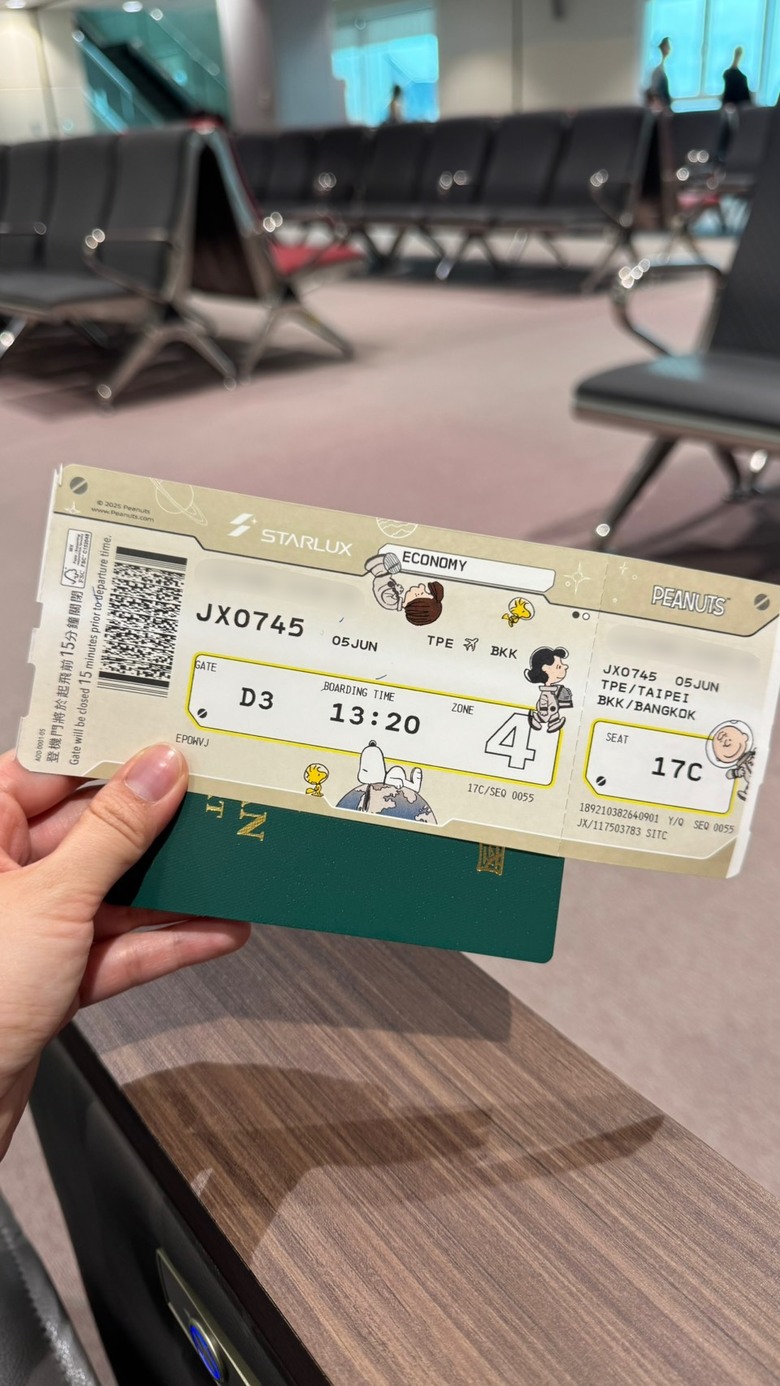 © 2025 Peanuts
www.Peanuts.com
STARLUX
ECONOMY
PEANUTS
登機門將於起飛前15分鐘關閉
Gate will be closed 15 minutes prior to departure time.
MIX
FSC
JX0745
05JUN
TPE BKK
GATE
D3
BOARDING TIME
13:20
ZONE
4
EPOWVJ
17C/SEQ 0055
JX0745 05JUN
TPE/TAIPEI
BKK/BANGKOK
SEAT
17C
189210382640901 Y/Q SEQ 0055
JX/117503783 SITC
N
T